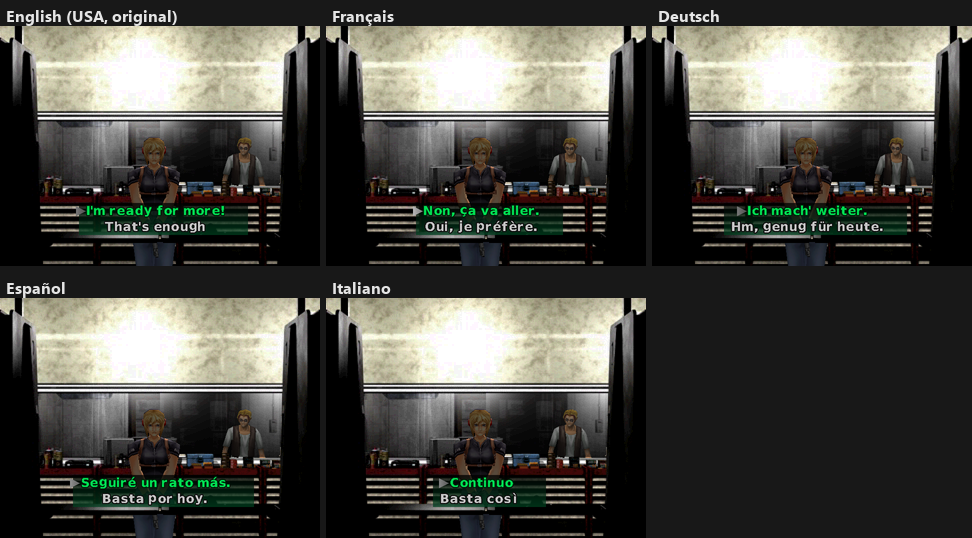 English (USA, original)
Français
Deutsch
I'm ready for more!
That's enough
Non, ça va aller.
Oui, je préfère.
Ich mach' weiter.
Hm, genug für heute.
Español
Italiano
Seguiré un rato más.
Basta por hoy.
Continuo
Basta così